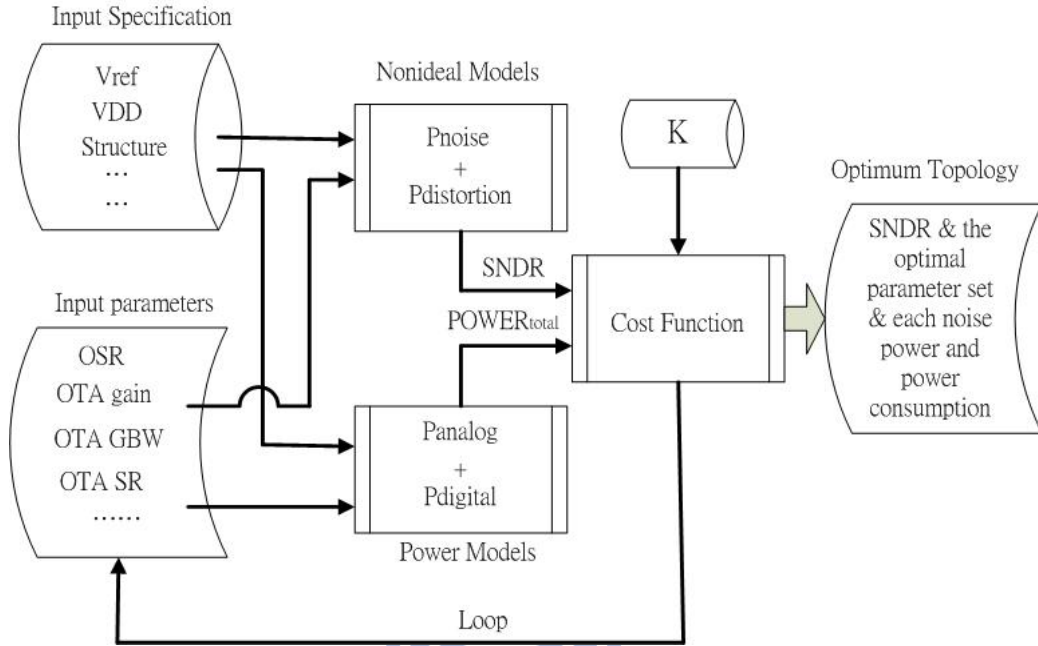 Input Specification
Vref
VDD
Structure
...
...
Nonideal Models
Pnoise
+
Pdistortion
K
Optimum Topology
SNDR & the
optimal
parameter set
& each noise
power and
power
consumption
SNDR
POWERtotal
Cost Function
Input parameters
OSR
OTA gain
OTA GBW
OTA SR
......
Panalog
+
Pdigital
Power Models
Loop